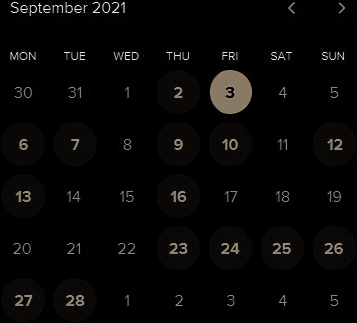 September 2021 < >
MON TUE WED THU FRI SAT SUN
30 31 1 2 3 4 5
6 7 8 9 10 11 12
13 14 15 16 17 18 19
20 21 22 23 24 25 26
27 28 1 2 3 4 5